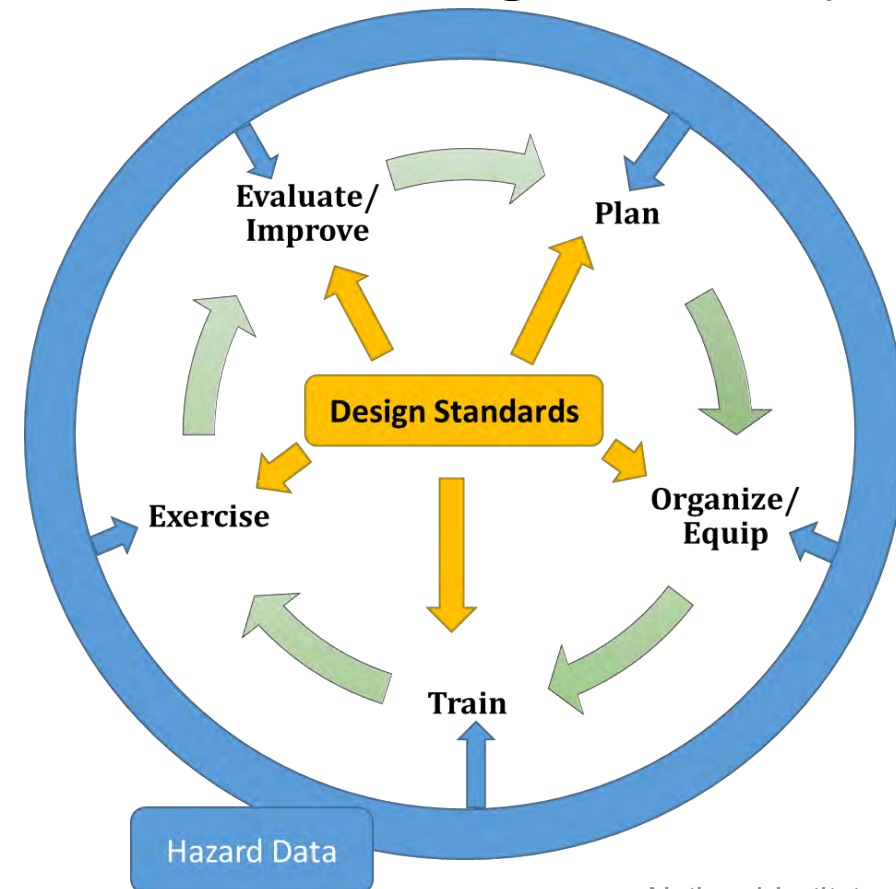 Evaluate/
Improve
Plan
Design Standards
Exercise
Organize/
Equip
Train
Hazard Data